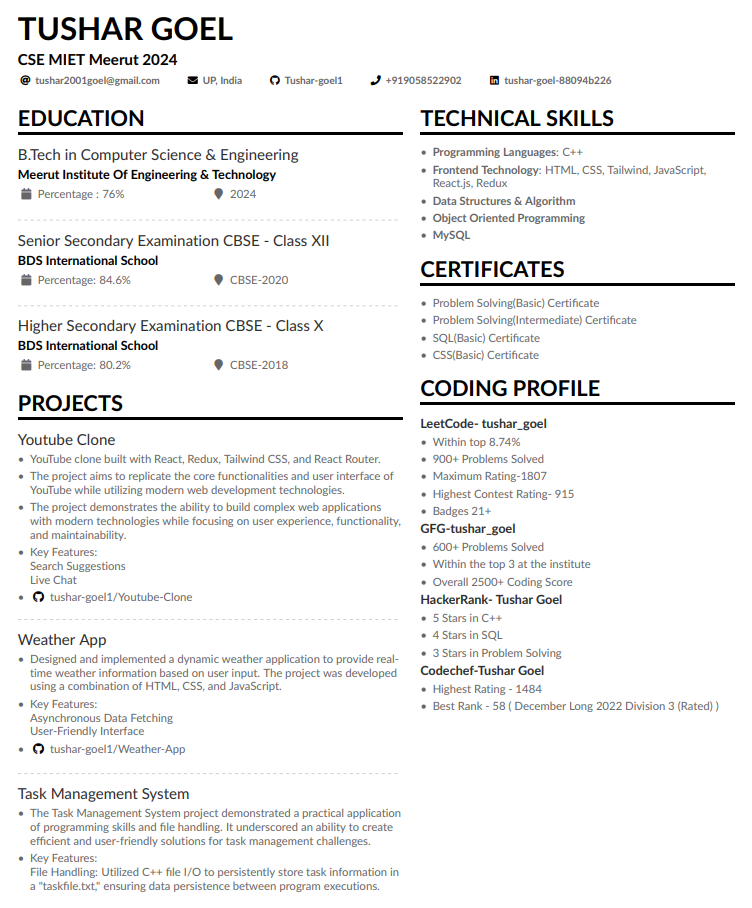 TUSHAR GOEL
CSE MIET Meerut 2024
tushar2001goel@gmail.com UP, India Tushar-goel1 +919058522902 tushar-goel-88094b226
EDUCATION
B.Tech in Computer Science & Engineering
Meerut Institute Of Engineering & Technology
Percentage : 76% 2024
Senior Secondary Examination CBSE - Class XII
BDS International School
Percentage: 84.6% CBSE-2020
Higher Secondary Examination CBSE - Class X
BDS International School
Percentage: 80.2% CBSE-2018
PROJECTS
Youtube Clone
• YouTube clone built with React, Redux, Tailwind CSS, and React Router.
• The project aims to replicate the core functionalities and user interface of
YouTube while utilizing modern web development technologies.
• The project demonstrates the ability to build complex web applications
with modern technologies while focusing on user experience, functionality,
and maintainability.
• Key Features:
Search Suggestions
Live Chat
• tushar-goel1/Youtube-Clone
Weather App
• Designed and implemented a dynamic weather application to provide real-
time weather information based on user input. The project was developed
using a combination of HTML, CSS, and JavaScript.
• Key Features:
Asynchronous Data Fetching
User-Friendly Interface
• tushar-goel1/Weather-App
Task Management System
• The Task Management System project demonstrated a practical application
of programming skills and file handling. It underscored an ability to create
efficient and user-friendly solutions for task management challenges.
• Key Features:
File Handling: Utilized C++ file I/O to persistently store task information in
a "taskfile.txt," ensuring data persistence between program executions.
TECHNICAL SKILLS
• Programming Languages: C++
• Frontend Technology: HTML, CSS, Tailwind, JavaScript,
React.js, Redux
• Data Structures & Algorithm
• Object Oriented Programming
• MySQL
CERTIFICATES
• Problem Solving(Basic) Certificate
• Problem Solving(Intermediate) Certificate
• SQL(Basic) Certificate
• CSS(Basic) Certificate
CODING PROFILE
LeetCode- tushar_goel
• Within top 8.74%
• 900+ Problems Solved
• Maximum Rating-1807
• Highest Contest Rating- 915
• Badges 21+
GFG-tushar_goel
• 600+ Problems Solved
• Within the top 3 at the institute
• Overall 2500+ Coding Score
HackerRank- Tushar Goel
• 5 Stars in C++
• 4 Stars in SQL
• 3 Stars in Problem Solving
Codechef-Tushar Goel
• Highest Rating - 1484
• Best Rank - 58 ( December Long 2022 Division 3 (Rated) )